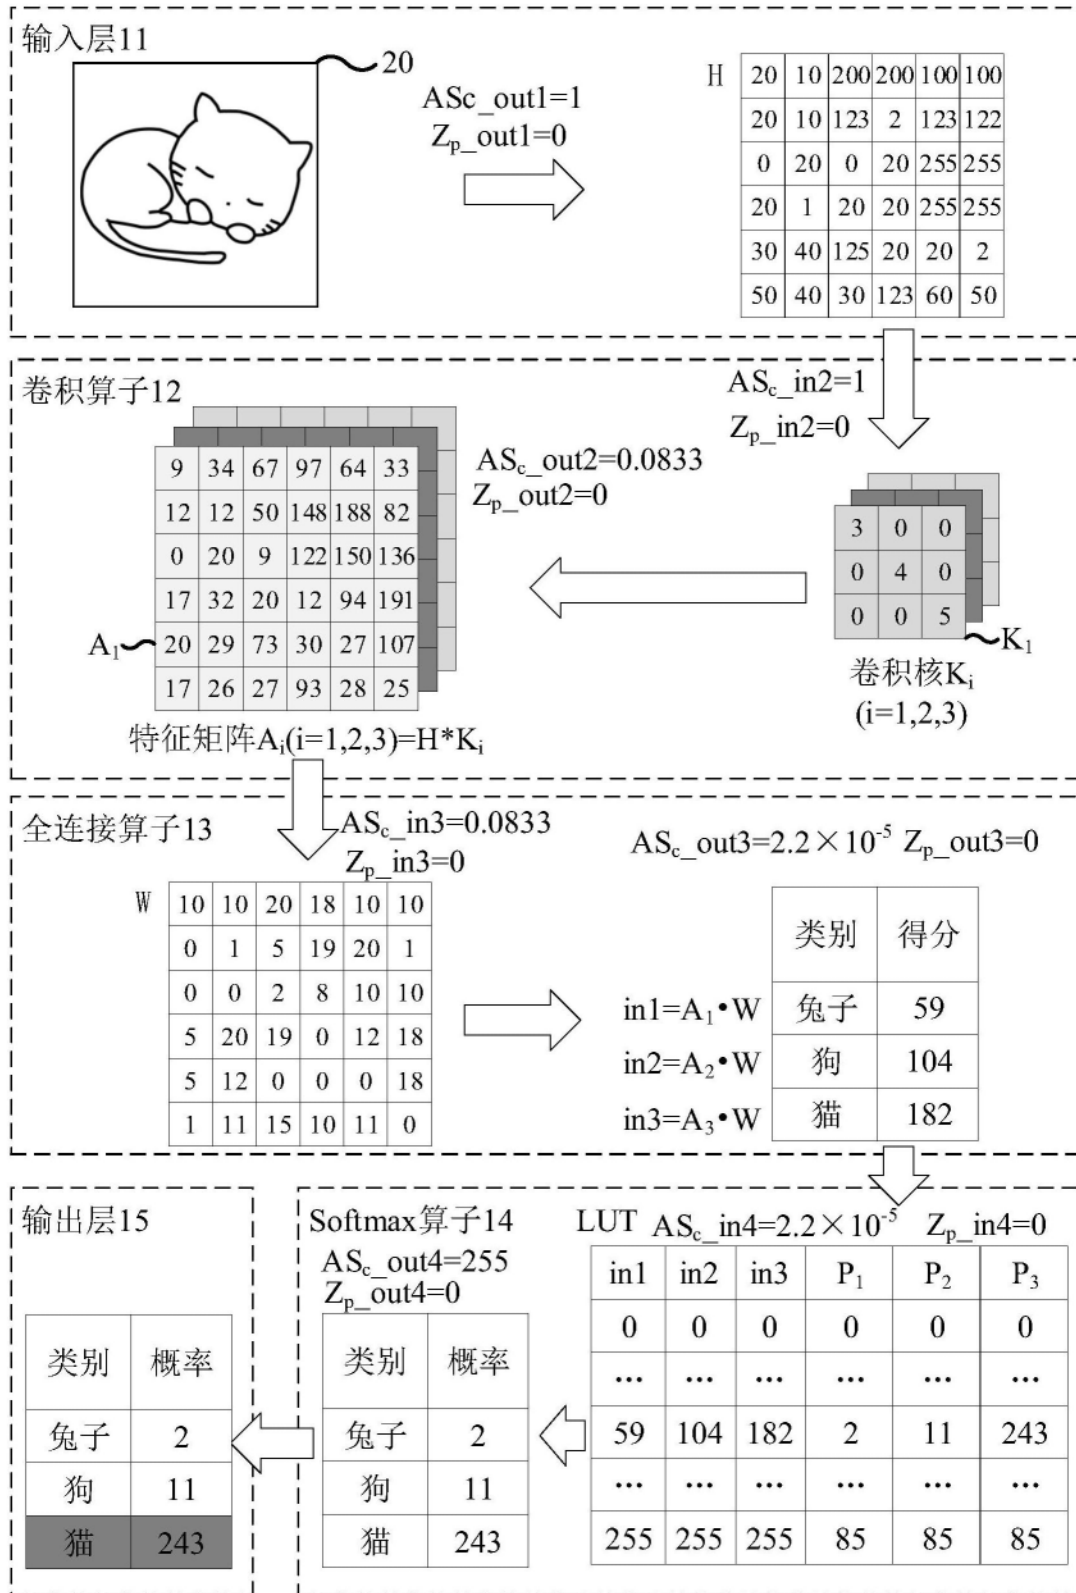 输入层11
20
ASc_out1=1
Zp_out1=0
H
20 10 200 200 100 100
20 10 123 2 123 122
0 20 0 20 255 255
20 1 20 20 255 255
30 40 125 20 20 2
50 40 30 123 60 50
卷积算子12
ASc_in2=1
Zp_in2=0
ASc_out2=0.0833
Zp_out2=0
9 34 67 97 64 33
12 12 50 148 188 82
0 20 9 122 150 136
17 32 20 12 94 191
20 29 73 30 27 107
17 26 27 93 28 25
A1
3 0 0
0 4 0
0 0 5
K1
卷积核Ki
(i=1,2,3)
特征矩阵Ai(i=1,2,3)=H*Ki
全连接算子13
ASc_in3=0.0833
Zp_in3=0
ASc_out3=2.2×10-5 Zp_out3=0
W
10 10 20 18 10 10
0 1 5 19 20 1
0 0 2 8 10 10
5 20 19 0 12 18
5 12 0 0 0 18
1 11 15 10 11 0
类别 得分
in1=A1•W 兔子 59
in2=A2•W 狗 104
in3=A3•W 猫 182
输出层15
类别 概率
兔子 2
狗 11
猫 243
Softmax算子14
ASc_out4=255
Zp_out4=0
类别 概率
兔子 2
狗 11
猫 243
LUT ASc_in4=2.2×10-5 Zp_in4=0
in1 in2 in3 P1 P2 P3
0 0 0 0 0 0
... ... ... ... ... ...
59 104 182 2 11 243
... ... ... ... ... ...
255 255 255 85 85 85